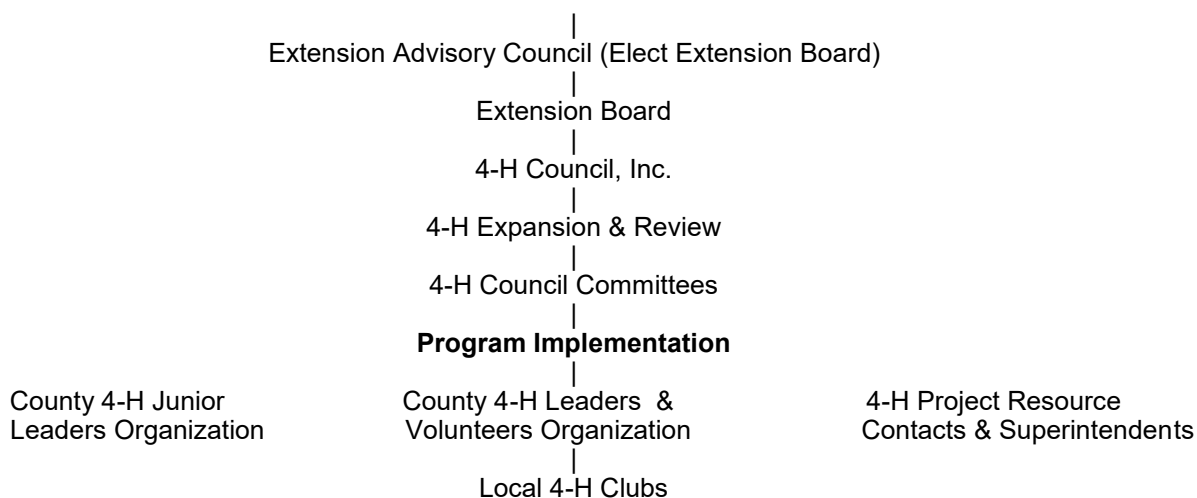 Extension Advisory Council (Elect Extension Board)
Extension Board
4-H Council, Inc.
4-H Expansion & Review
4-H Council Committees
Program Implementation
County 4-H Junior
Leaders Organization
County 4-H Leaders &
Volunteers Organization
4-H Project Resource
Contacts & Superintendents
Local 4-H Clubs